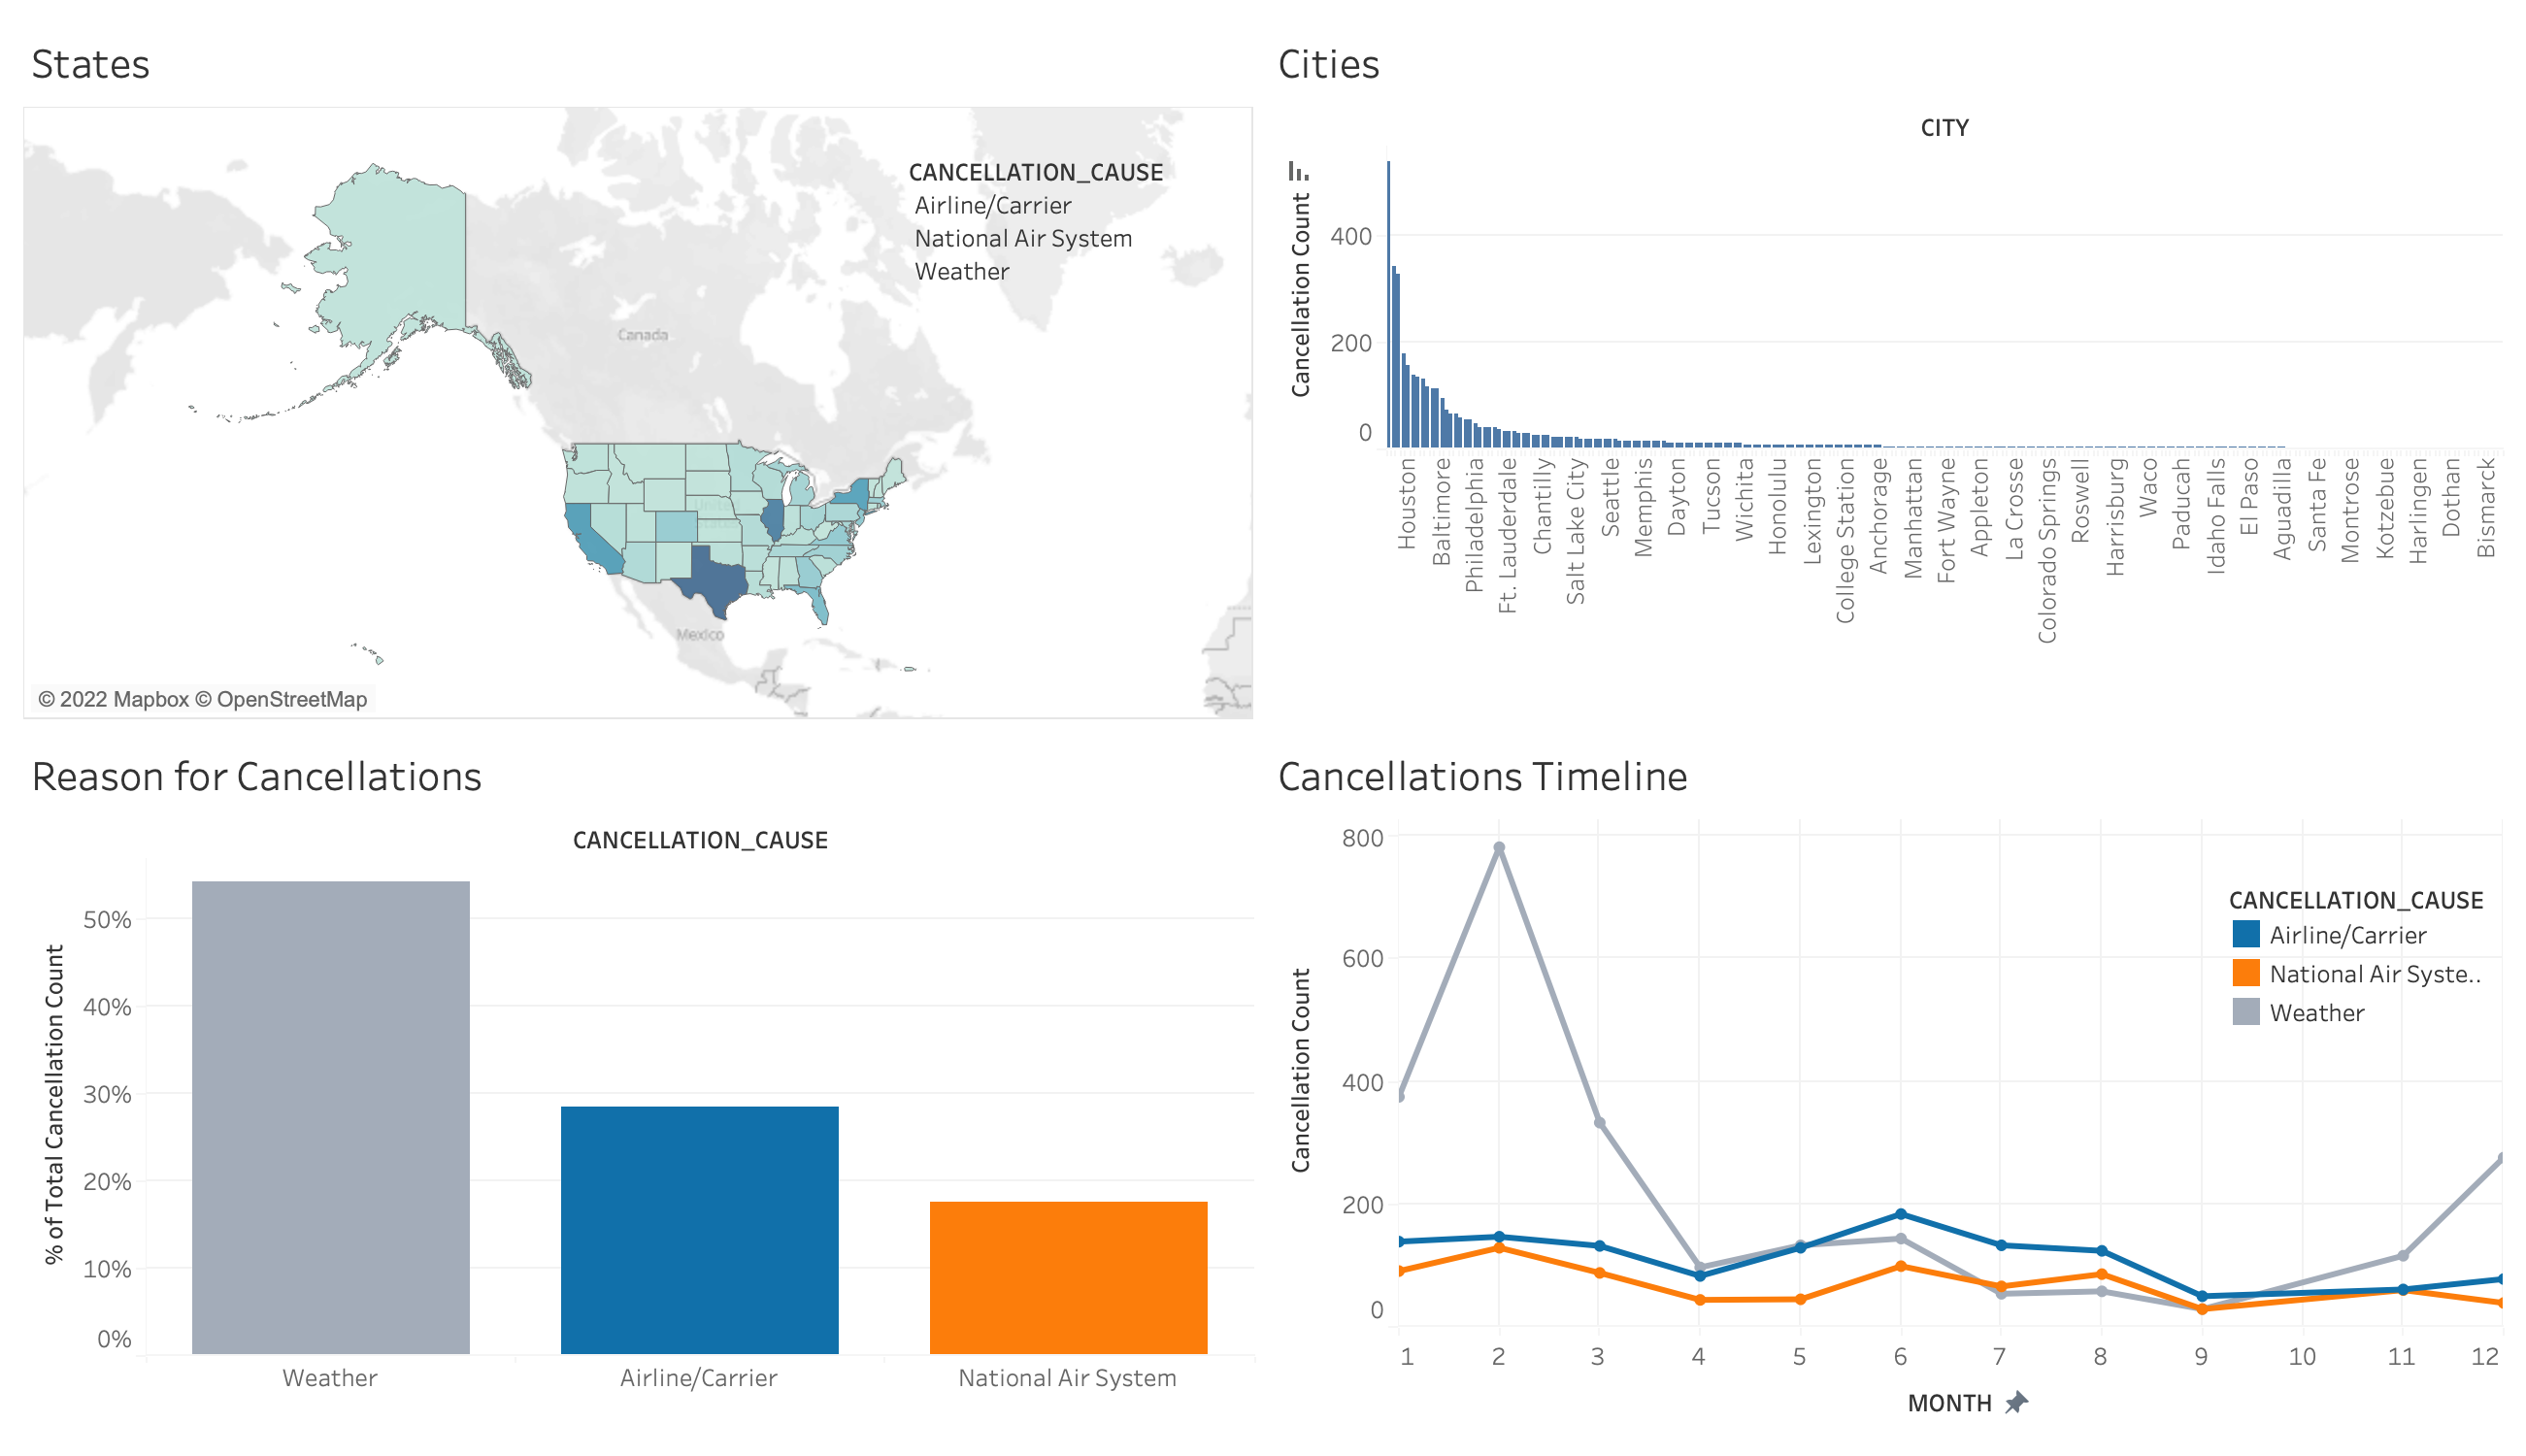 States
CANCELLATION_CAUSE
Airline/Carrier
National Air System
Weather
Canada
United
States
Mexico
© 2022 Mapbox © OpenStreetMap
Cities
CITY
Cancellation Count
400
200
0
Houston
Baltimore
Philadelphia
Ft. Lauderdale
Chantilly
Salt Lake City
Seattle
Memphis
Dayton
Tucson
Wichita
Honolulu
Lexington
College Station
Anchorage
Manhattan
Fort Wayne
Appleton
La Crosse
Colorado Springs
Roswell
Harrisburg
Waco
Paducah
Idaho Falls
El Paso
Aguadilla
Santa Fe
Montrose
Kotzebue
Harlingen
Dothan
Bismarck
Reason for Cancellations
CANCELLATION_CAUSE
% of Total Cancellation Count
50%
40%
30%
20%
10%
0%
Weather
Airline/Carrier
National Air System
Cancellations Timeline
Cancellation Count
800
600
400
200
0
CANCELLATION_CAUSE
Airline/Carrier
National Air Syste..
Weather
1 2 3 4 5 6 7 8 9 10 11 12
MONTH